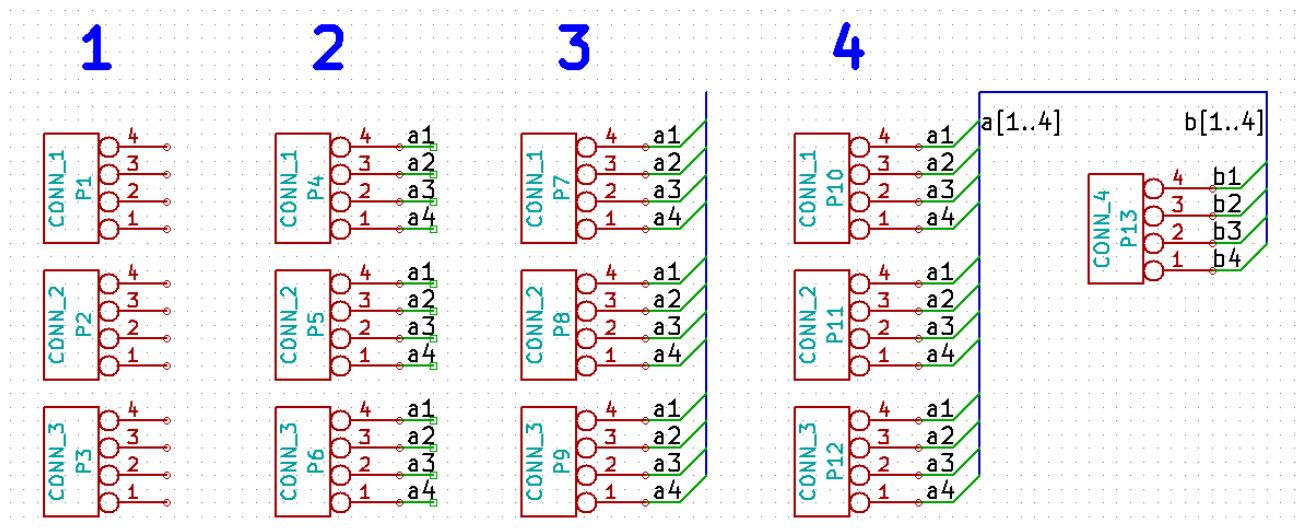 1 2 3 4
a[1..4] b[1..4]
CONN_1 P1 4 3 2 1
CONN_1 P4 4 a1 3 a2 2 a3 1 a4
CONN_1 P7 4 a1 3 a2 2 a3 1 a4
CONN_1 P10 4 a1 3 a2 2 a3 1 a4
CONN_4 P13 4 b1 3 b2 2 b3 1 b4
CONN_2 P2 4 3 2 1
CONN_2 P5 4 a1 3 a2 2 a3 1 a4
CONN_2 P8 4 a1 3 a2 2 a3 1 a4
CONN_2 P11 4 a1 3 a2 2 a3 1 a4
CONN_3 P3 4 3 2 1
CONN_3 P6 4 a1 3 a2 2 a3 1 a4
CONN_3 P9 4 a1 3 a2 2 a3 1 a4
CONN_3 P12 4 a1 3 a2 2 a3 1 a4